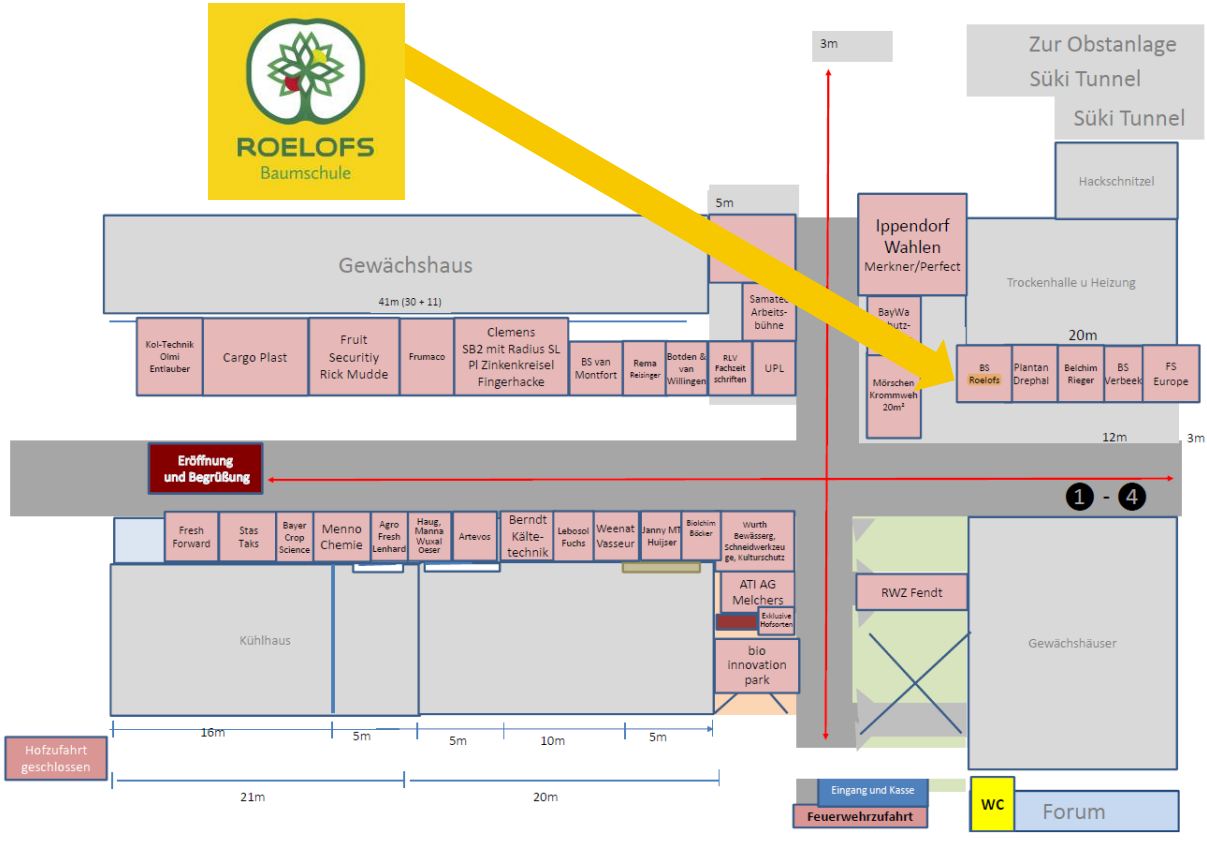 3m
Zur Obstanlage
Süki Tunnel
Süki Tunnel
ROELOFS
Baumschule
Hackschnitzel
5m
Ippendorf
Wahlen
Merkner/Perfect
Gewächshaus
41m (30 + 11)
Trockenhalle u Heizung
20m
Samatec
Arbeits-
bühne
BayWa
Kol-Technik
Olmi
Entlauber
Cargo Plast
Fruit
Securitiy
Rick Mudde
Frumaco
Clemens
SB2 mit Radius SL
Pl Zinkenkreisel
Fingerhacke
BS van
Montfort
Rema
Reisinger
Botden &
van
Willingen
RLV
Fachzeit
schriften
UPL
Mörschen
Krommweh
20m²
BS
Roelofs
Plantan
Drephal
Belchim
Rieger
BS
Verbeek
FS
Europe
12m
3m
Eröffnung
und Begrüßung
1 - 4
Fresh
Forward
Stas
Taks
Bayer
Crop
Science
Menno
Chemie
Agro
Fresh
Lenhard
Haug,
Manna
Wuxal
Oeser
Artevos
Berndt
Kälte-
technik
Lebosol
Fuchs
Weenat
Vasseur
Janny MT
Huijser
Biolchim
Böcker
Wurth
Bewässerg,
Schneidwerkzeu
ge, Kulturschutz
ATI AG
Melchers
Exklusive
Hofsorten
RWZ Fendt
Kühlhaus
bio
innovation
park
Gewächshäuser
16m
5m
5m
10m
5m
Hofzufahrt
geschlossen
21m
20m
Eingang und Kasse
Feuerwehrzufahrt
WC
Forum